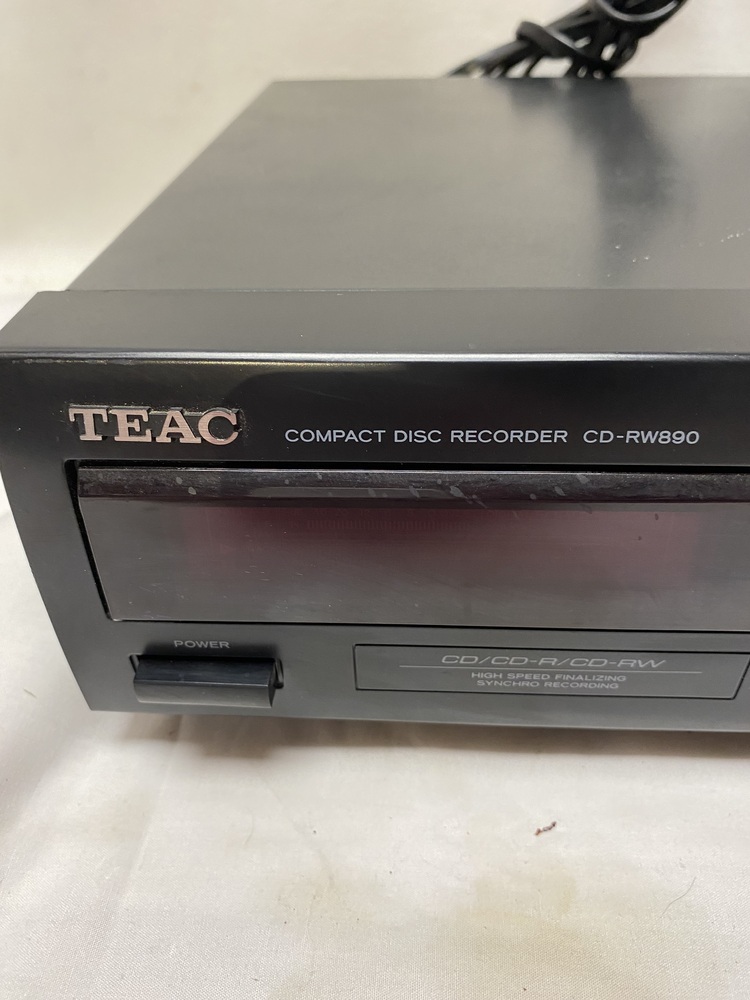 TEAC
COMPACT DISC RECORDER CD-RW890
POWER
CD/CD-R/CD-RW
HIGH SPEED FINALIZING
SYNCHRO RECORDING